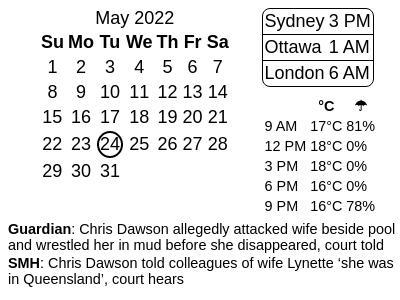 May 2022
Su Mo Tu We Th Fr Sa
1 2 3 4 5 6 7
8 9 10 11 12 13 14
15 16 17 18 19 20 21
22 23 24 25 26 27 28
29 30 31
Sydney 3 PM
Ottawa 1 AM
London 6 AM
°C ☂
9 AM 17°C 81%
12 PM 18°C 0%
3 PM 18°C 0%
6 PM 16°C 0%
9 PM 16°C 78%
Guardian: Chris Dawson allegedly attacked wife beside pool
and wrestled her in mud before she disappeared, court told
SMH: Chris Dawson told colleagues of wife Lynette ‘she was
in Queensland’, court hears